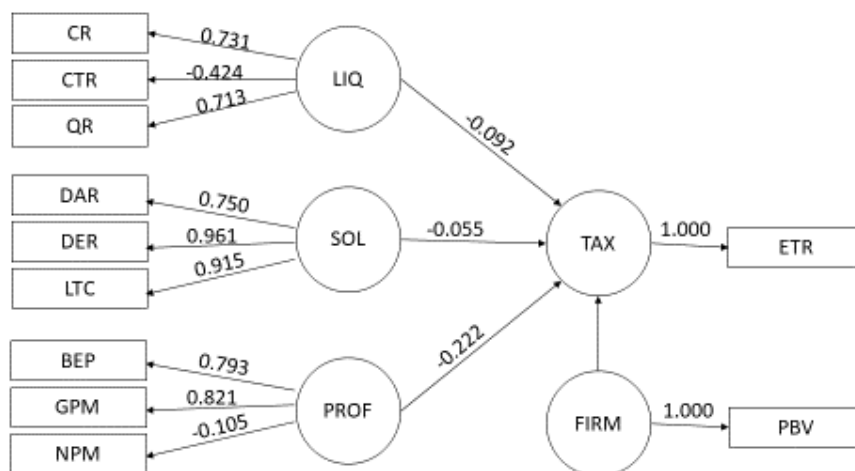 CR
0.731
CTR
-0.424
LIQ
0.713
QR
-0.092
DAR
0.750
DER
0.961
SOL
-0.055
TAX
1.000
ETR
0.915
LTC
-0.222
BEP
0.793
GPM
0.821
PROF
-0.105
NPM
FIRM
1.000
PBV